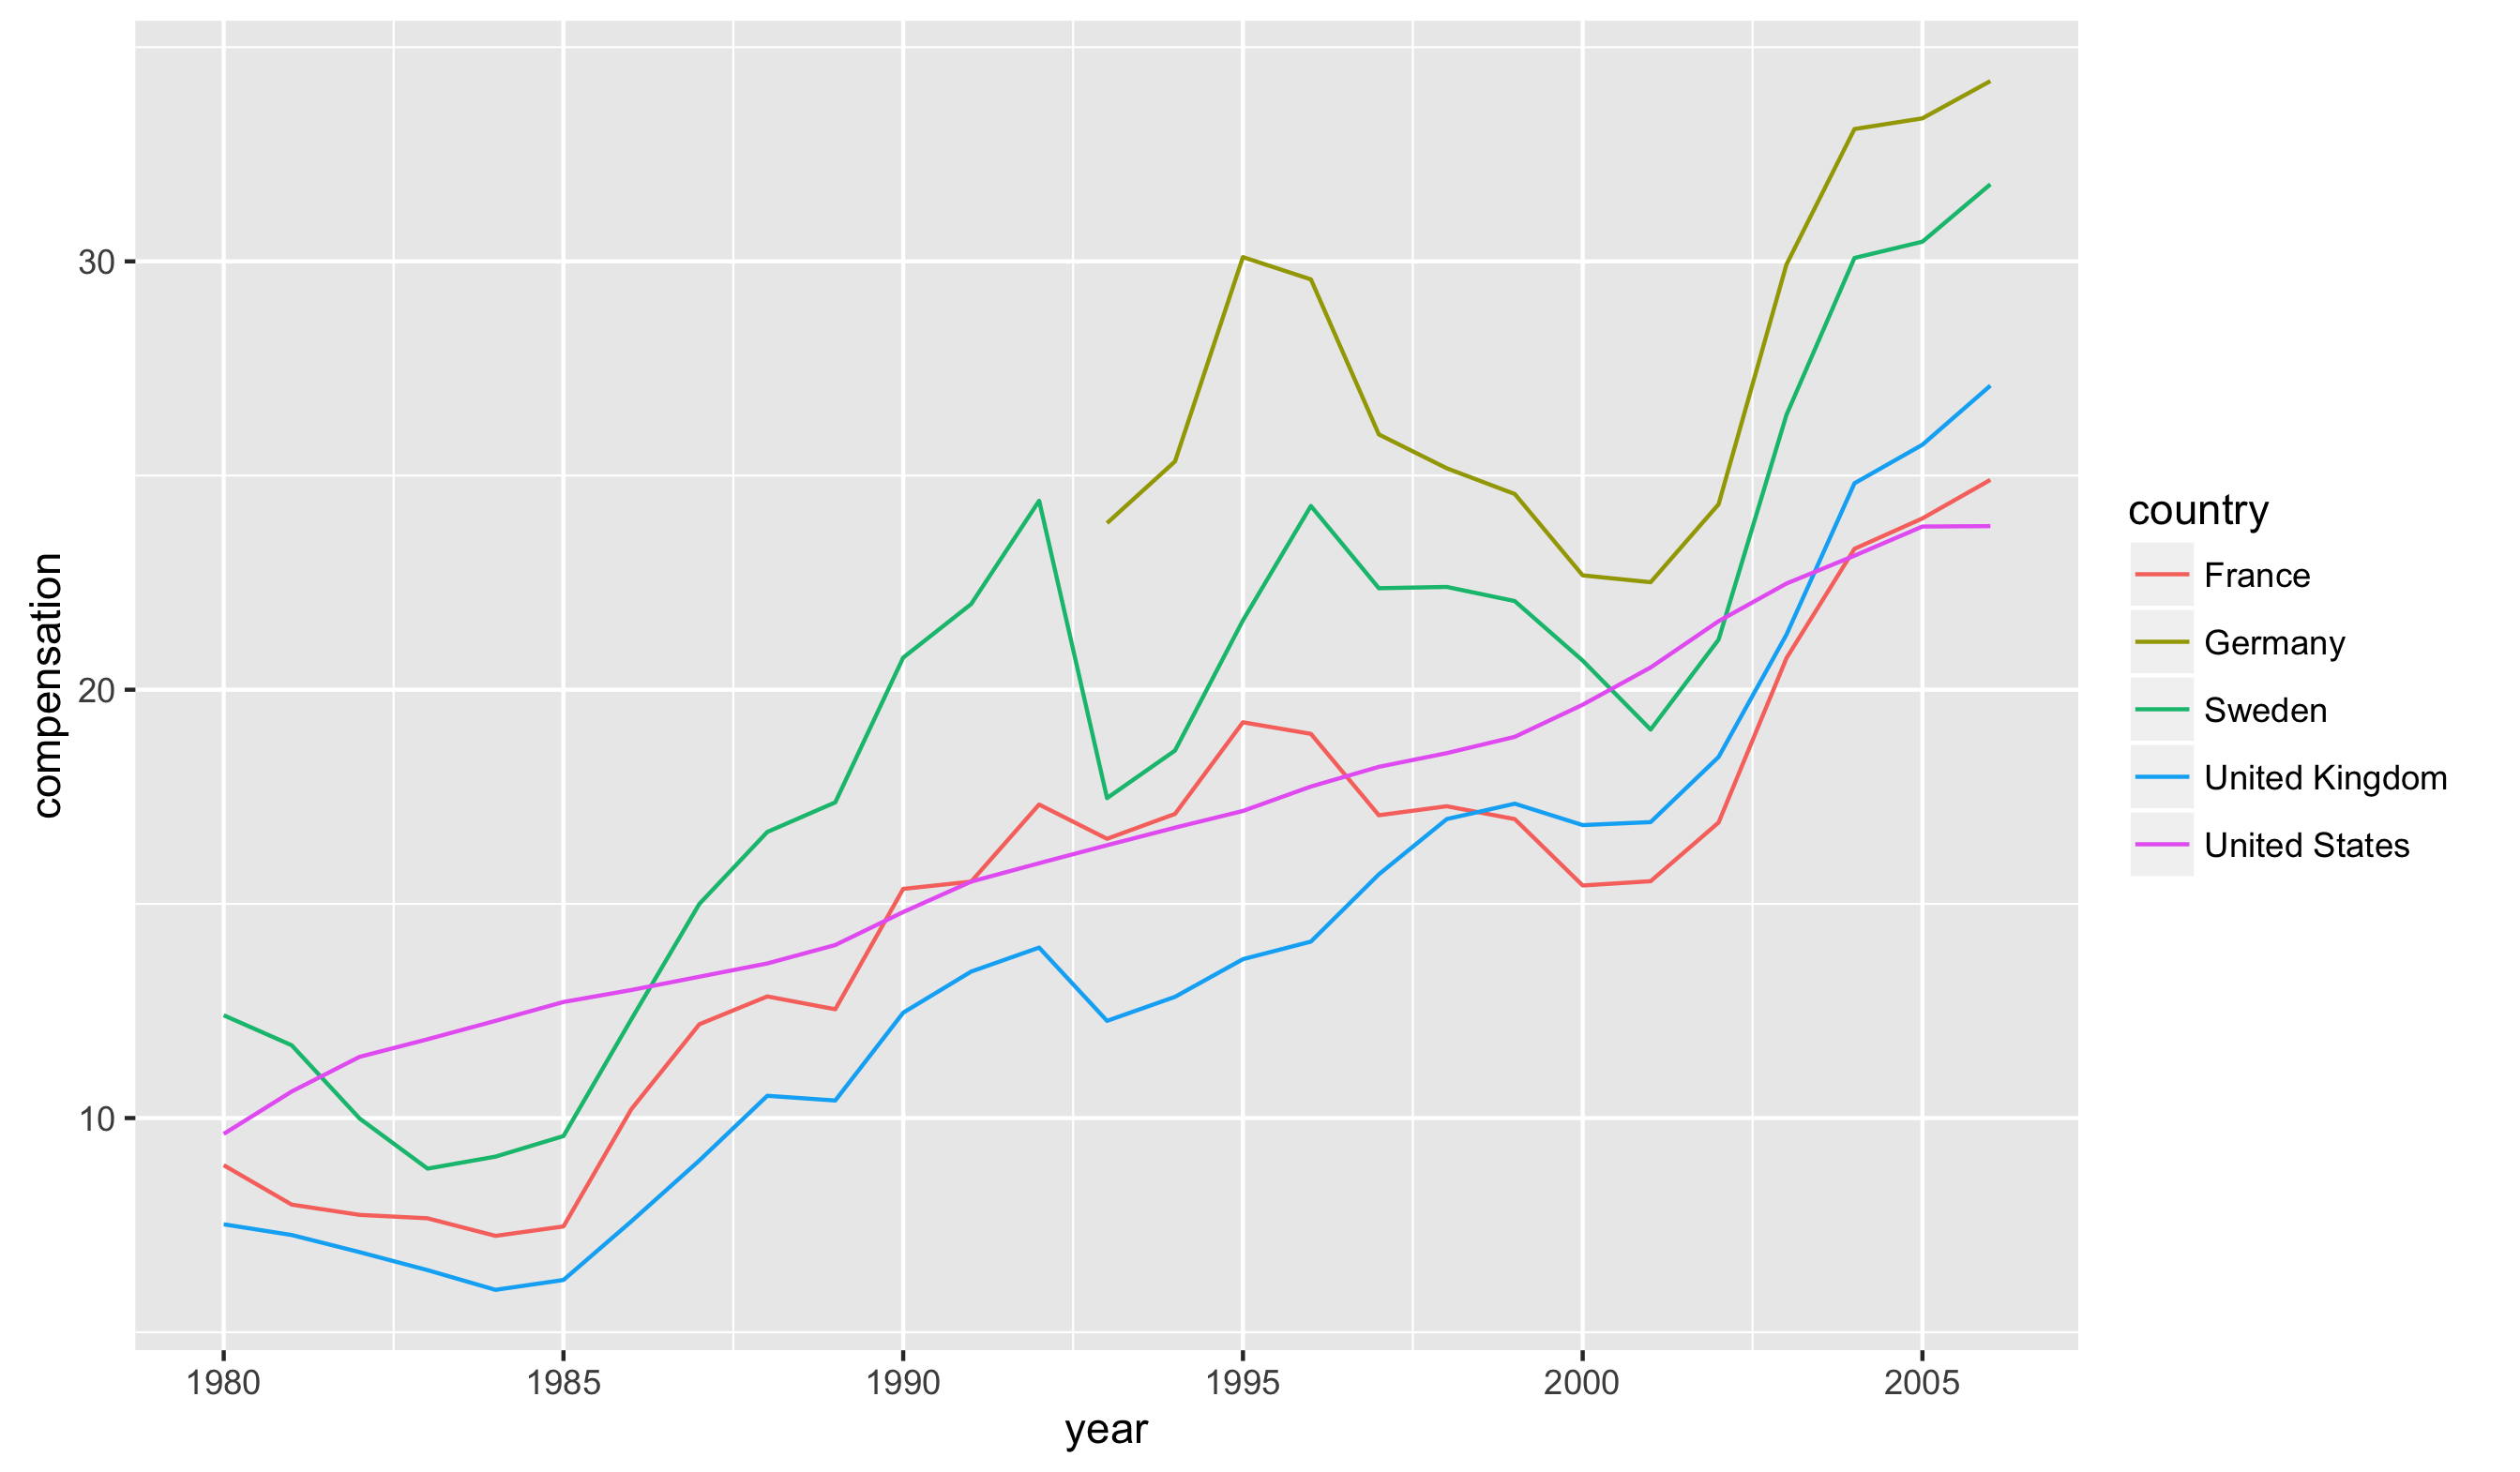 compensation
30
20
10
1980
1985
1990
1995
2000
2005
year
country
France
Germany
Sweden
United Kingdom
United States